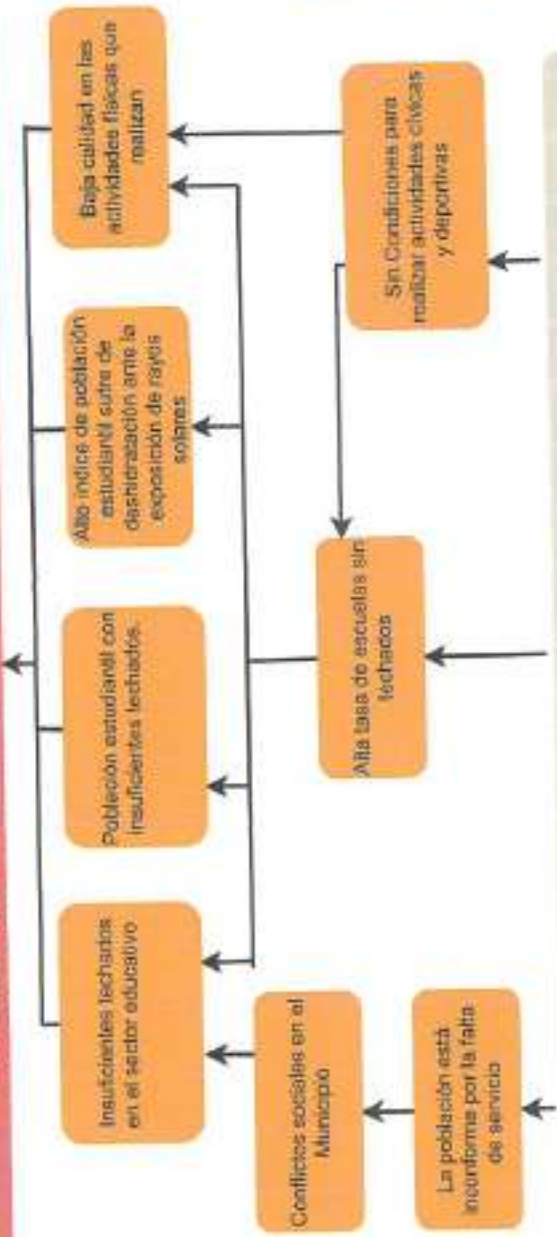 Insuficientes techados
en el sector educativo
Población estudiantil con
insuficientes techados.
Alto índice de población
estudiantil sufre de
deshidratación ante la
exposición de rayos
solares
Baja calidad en las
actividades físicas que
realizan
Conflictos sociales en el
Municipio
Alta tasa de escuelas sin
techados
Sin Condiciones para
realizar actividades cívicas
y deportivas
La población está
inconforme por la falta
de servicio